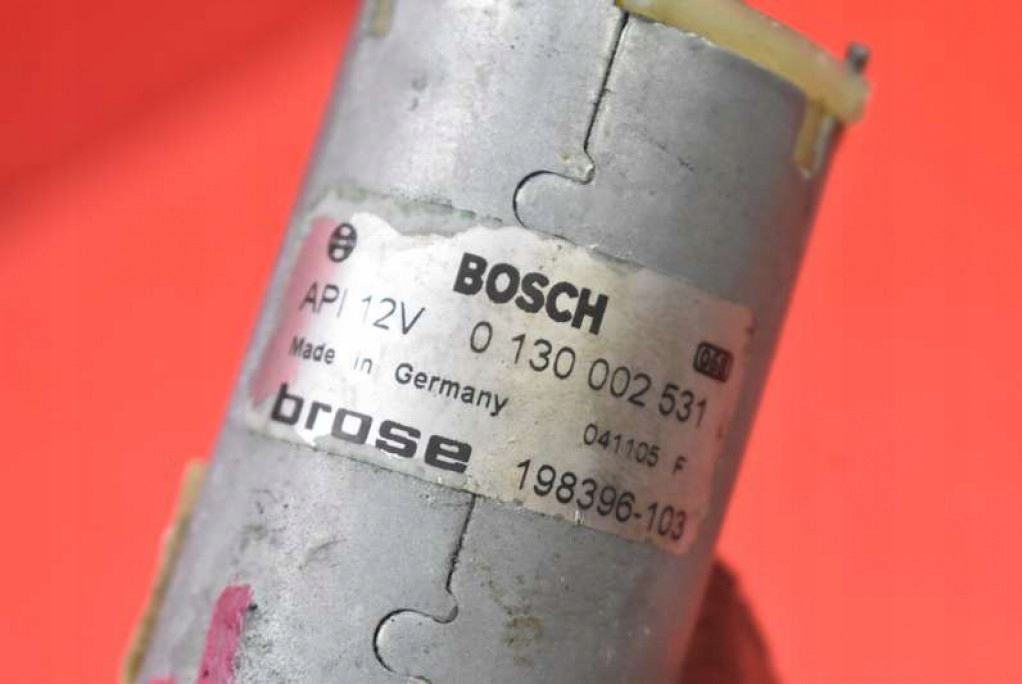 BOSCH
API 12V 0 130 002 531
Made in Germany
041105 F
brose 198396-103